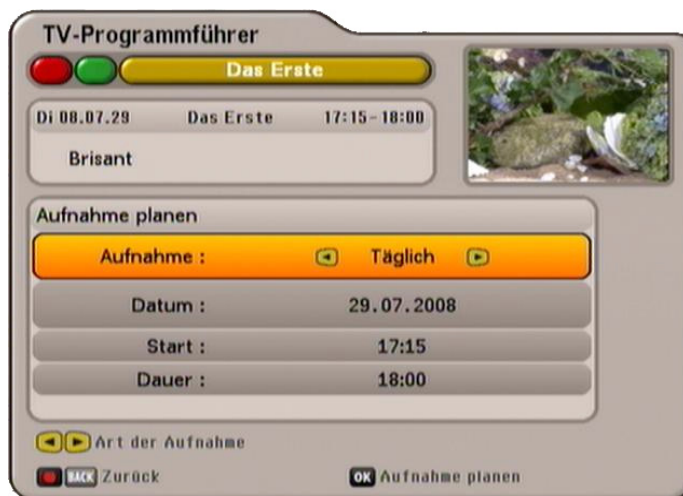 TV-Programmführer
Das Erste
Di 08.07.29 Das Erste 17:15-18:00
Brisant
Aufnahme planen
Aufnahme : Täglich
Datum : 29.07.2008
Start : 17:15
Dauer : 18:00
Art der Aufnahme
BACK Zurück OK Aufnahme planen